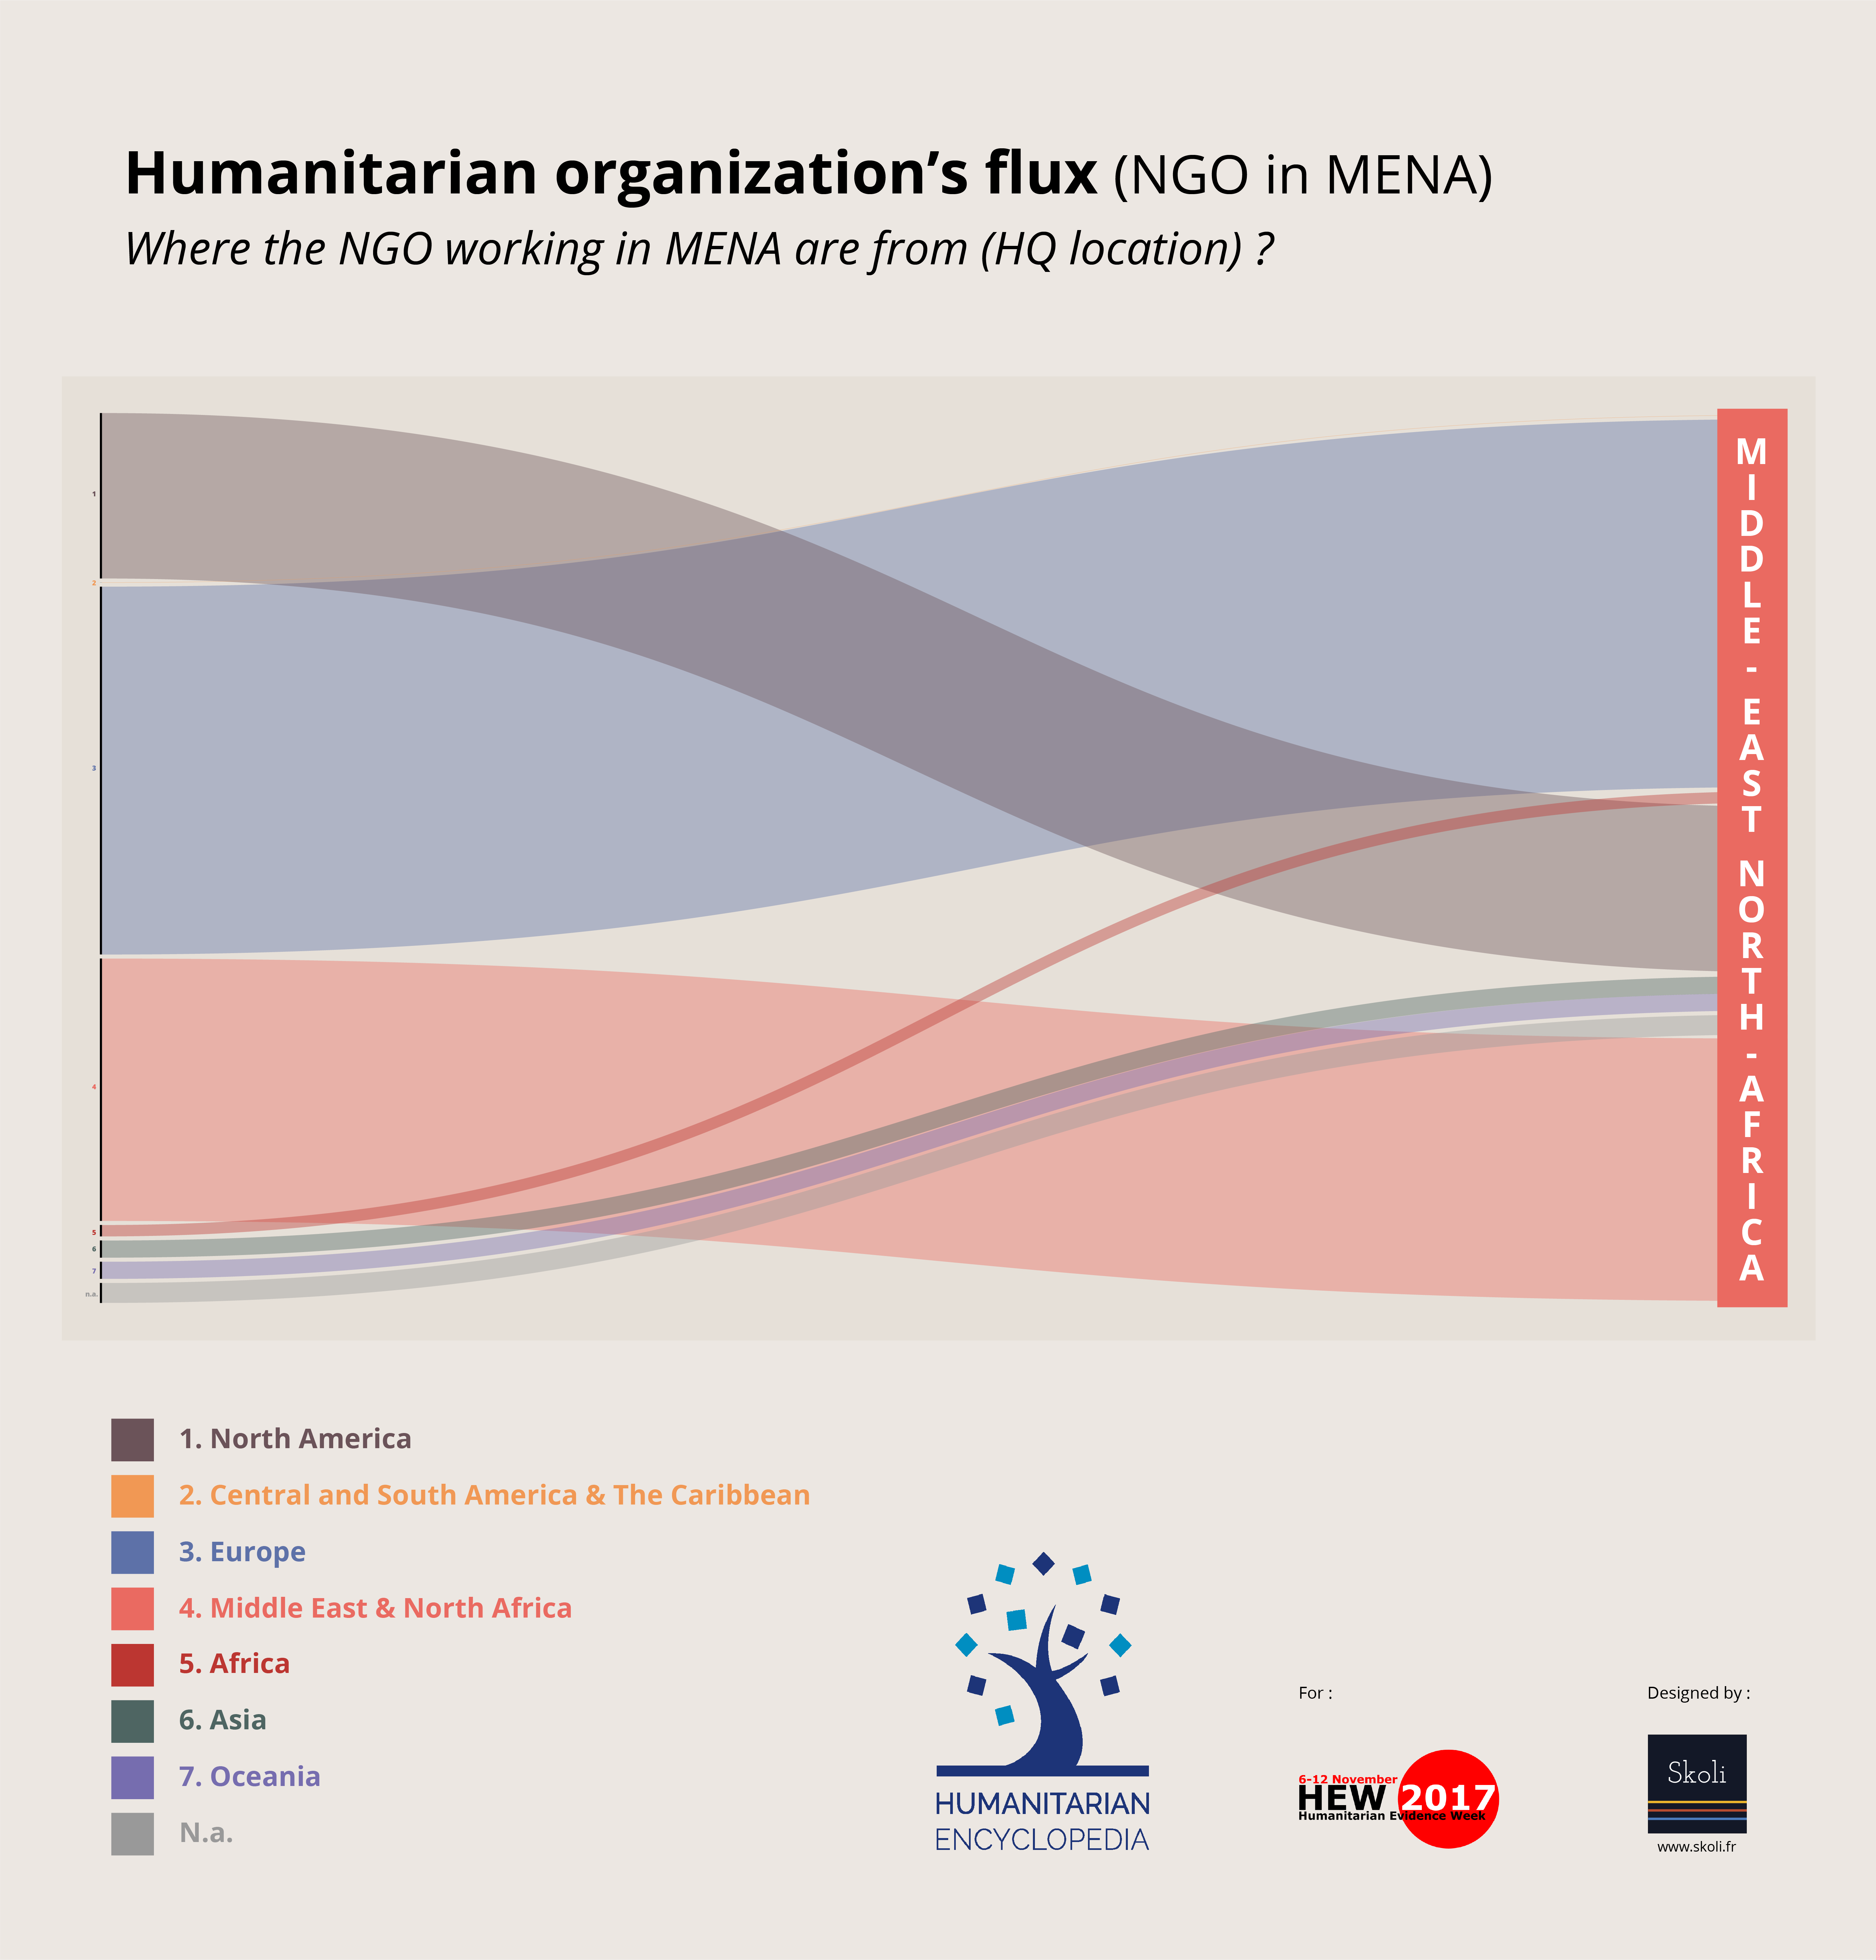 Humanitarian organization’s flux (NGO in MENA)
Where the NGO working in MENA are from (HQ location) ?
1
2
3
4
5
6
7
n.a.
MIDDLE-EAST NORTH-AFRICA
1. North America
2. Central and South America & The Caribbean
3. Europe
4. Middle East & North Africa
5. Africa
6. Asia
7. Oceania
N.a.
HUMANITARIAN
ENCYCLOPEDIA
For :
6-12 November
HEW 2017
Humanitarian Evidence Week
Designed by :
Skoli
www.skoli.fr